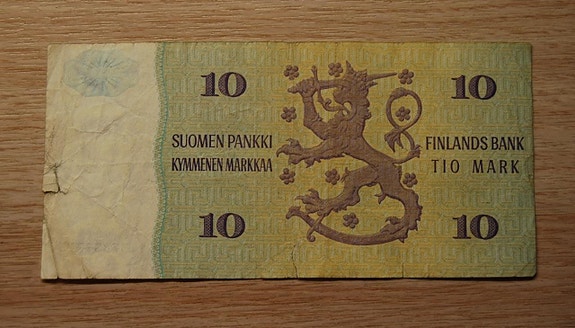 10 10
SUOMEN PANKKI FINLANDS BANK
KYMMENEN MARKKAA TIO MARK
10 10